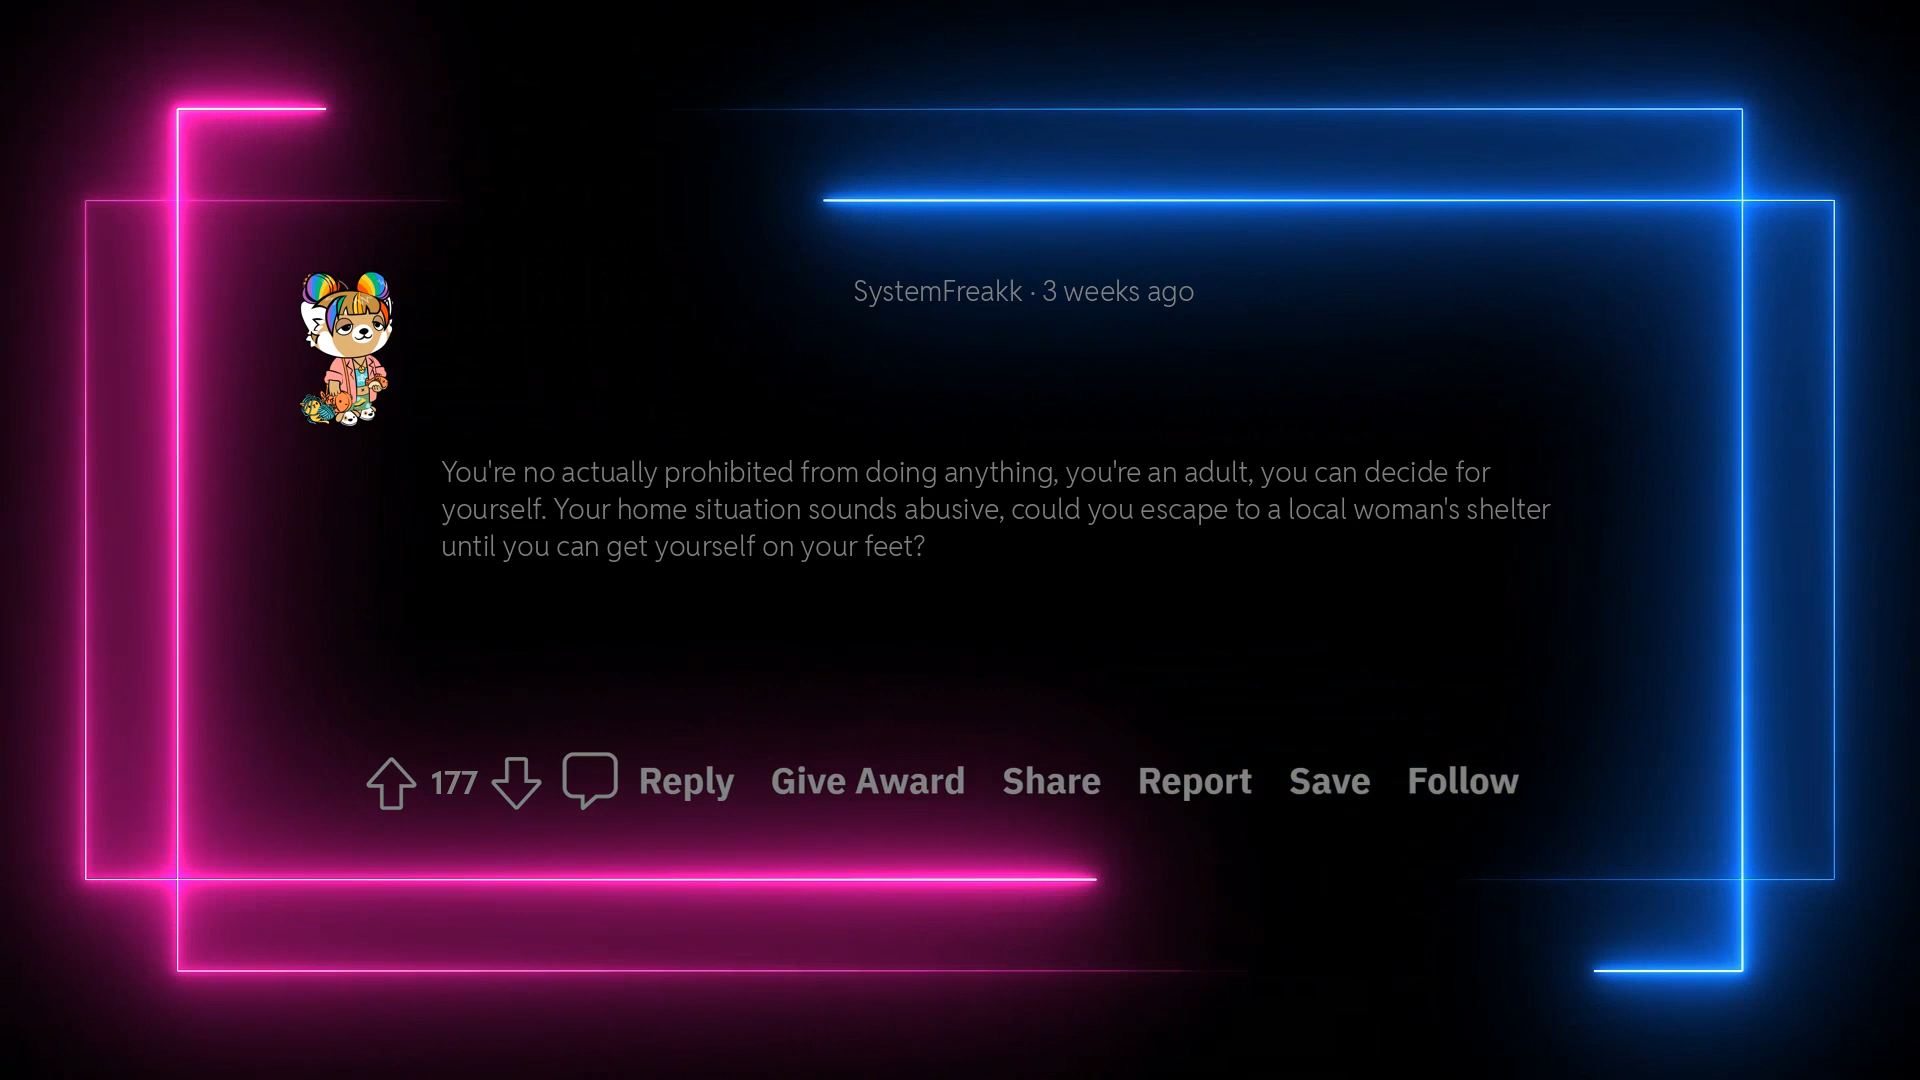 SystemFreakk · 3 weeks ago
You're no actually prohibited from doing anything, you're an adult, you can decide for
yourself. Your home situation sounds abusive, could you escape to a local woman's shelter
until you can get yourself on your feet?
177 Reply Give Award Share Report Save Follow